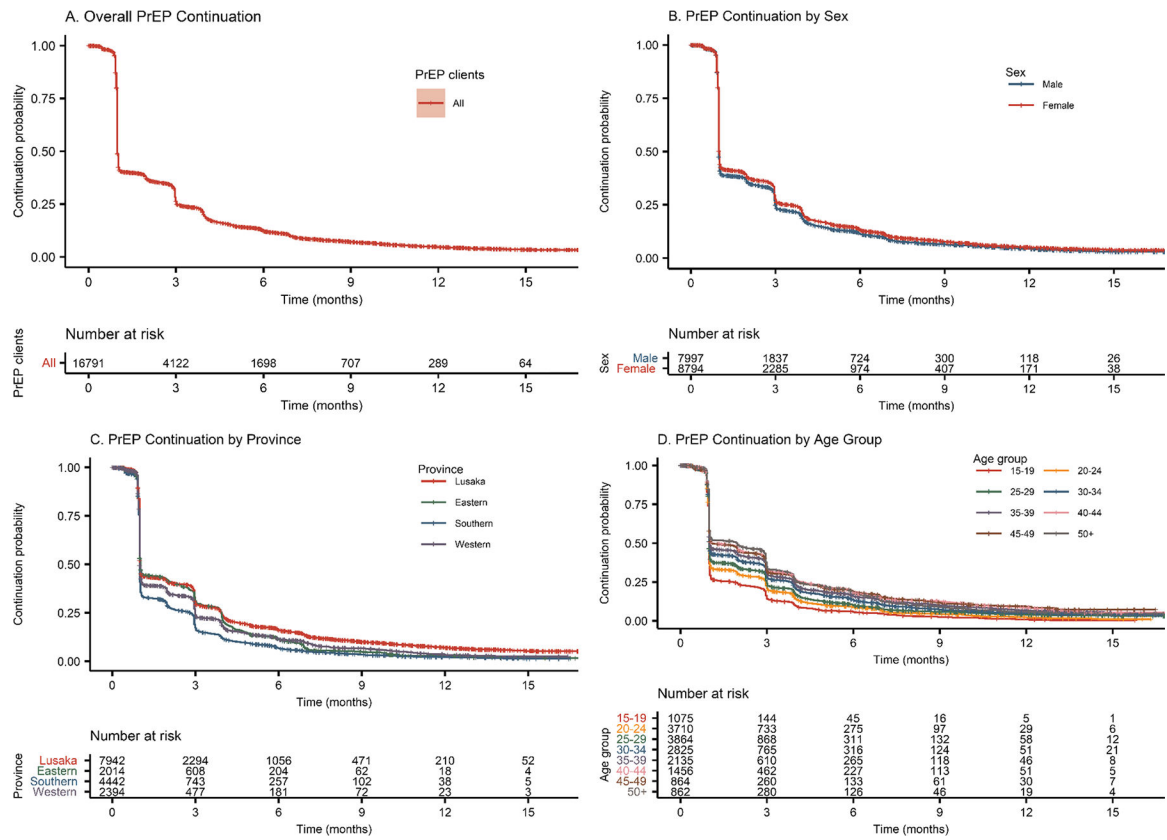 A. Overall PrEP Continuation
1.00
0.75
0.50
0.25
0.00
Continuation probability
PrEP clients
All
0 3 6 9 12 15
Time (months)
Number at risk
PrEP clients
All 16791 4122 1698 707 289 64
0 3 6 9 12 15
Time (months)
B. PrEP Continuation by Sex
1.00
0.75
0.50
0.25
0.00
Continuation probability
Sex
Male
Female
0 3 6 9 12 15
Time (months)
Number at risk
Sex
Male 7997 1837 724 300 118 26
Female 8794 2285 974 407 171 38
0 3 6 9 12 15
Time (months)
C. PrEP Continuation by Province
1.00
0.75
0.50
0.25
0.00
Continuation probability
Province
Lusaka
Eastern
Southern
Western
0 3 6 9 12 15
Time (months)
Number at risk
Province
Lusaka 7942 2294 1056 471 210 52
Eastern 2014 608 204 62 18 4
Southern 4442 743 257 102 38 5
Western 2394 477 181 72 23 3
0 3 6 9 12 15
Time (months)
D. PrEP Continuation by Age Group
1.00
0.75
0.50
0.25
0.00
Continuation probability
Age group
15-19 20-24
25-29 30-34
35-39 40-44
45-49 50+
0 3 6 9 12 15
Time (months)
Number at risk
Age group
15-19 1075 144 45 16 5 1
20-24 3710 733 275 97 29 6
25-29 3864 868 311 132 58 12
30-34 2825 765 316 124 51 21
35-39 2135 610 265 118 46 8
40-44 1456 462 227 113 51 5
45-49 864 260 133 61 30 7
50+ 862 280 126 46 19 4
0 3 6 9 12 15
Time (months)